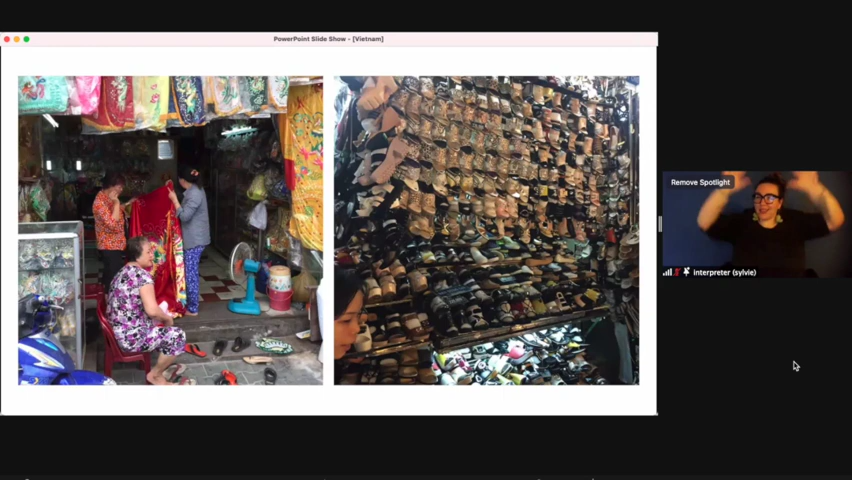 PowerPoint Slide Show - [Vietnam]
Remove Spotlight
interpreter (sylvie)